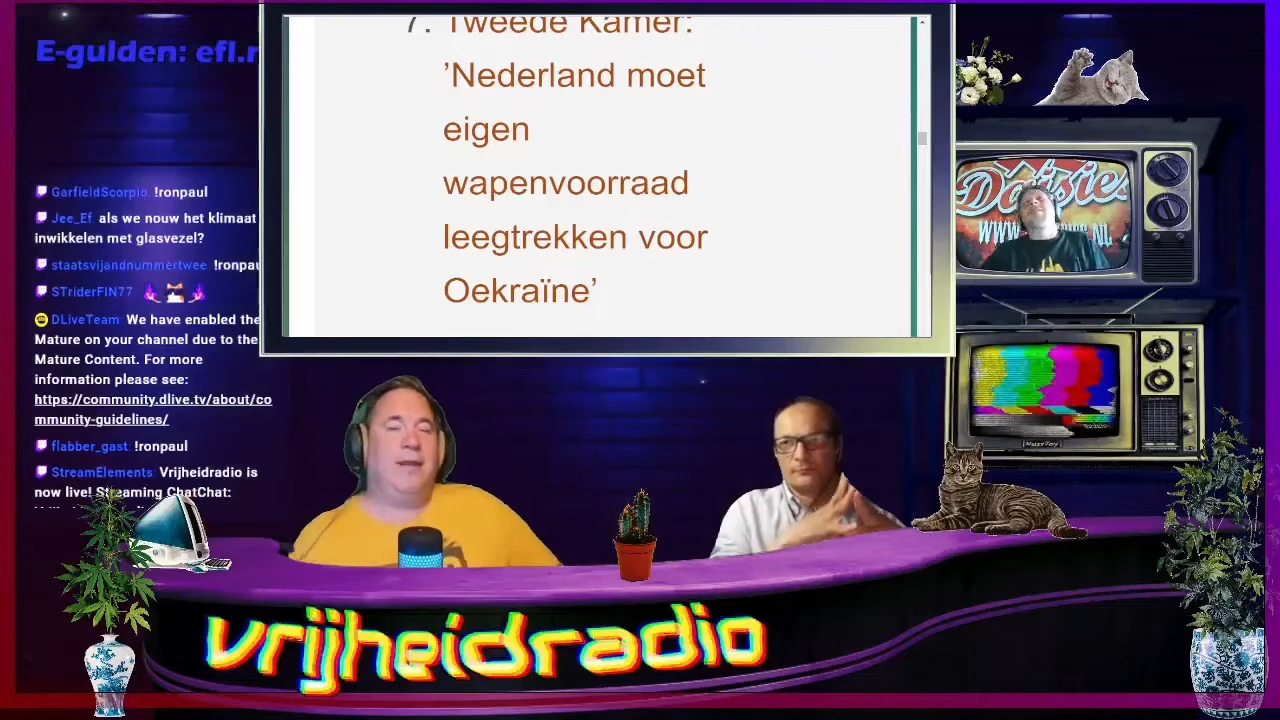 E-gulden: efl.n
7. Tweede Kamer:
’Nederland moet
eigen
wapenvoorraad
leegtrekken voor
Oekraïne’
GarfieldScorpio !ronpaul
Jee_Ef als we nouw het klimaat
inwikkelen met glasvezel?
staatsvijandnummertwee !ronpau
STriderFIN77
DLiveTeam: We have enabled the
Mature on your channel due to the
Mature Content. For more
information please see:
https://community.dlive.tv/about/co
mmunity-guidelines/
flabber_gast: !ronpaul
StreamElements Vrijheidradio is
now live! Streaming ChatChat:
vrijheidradio